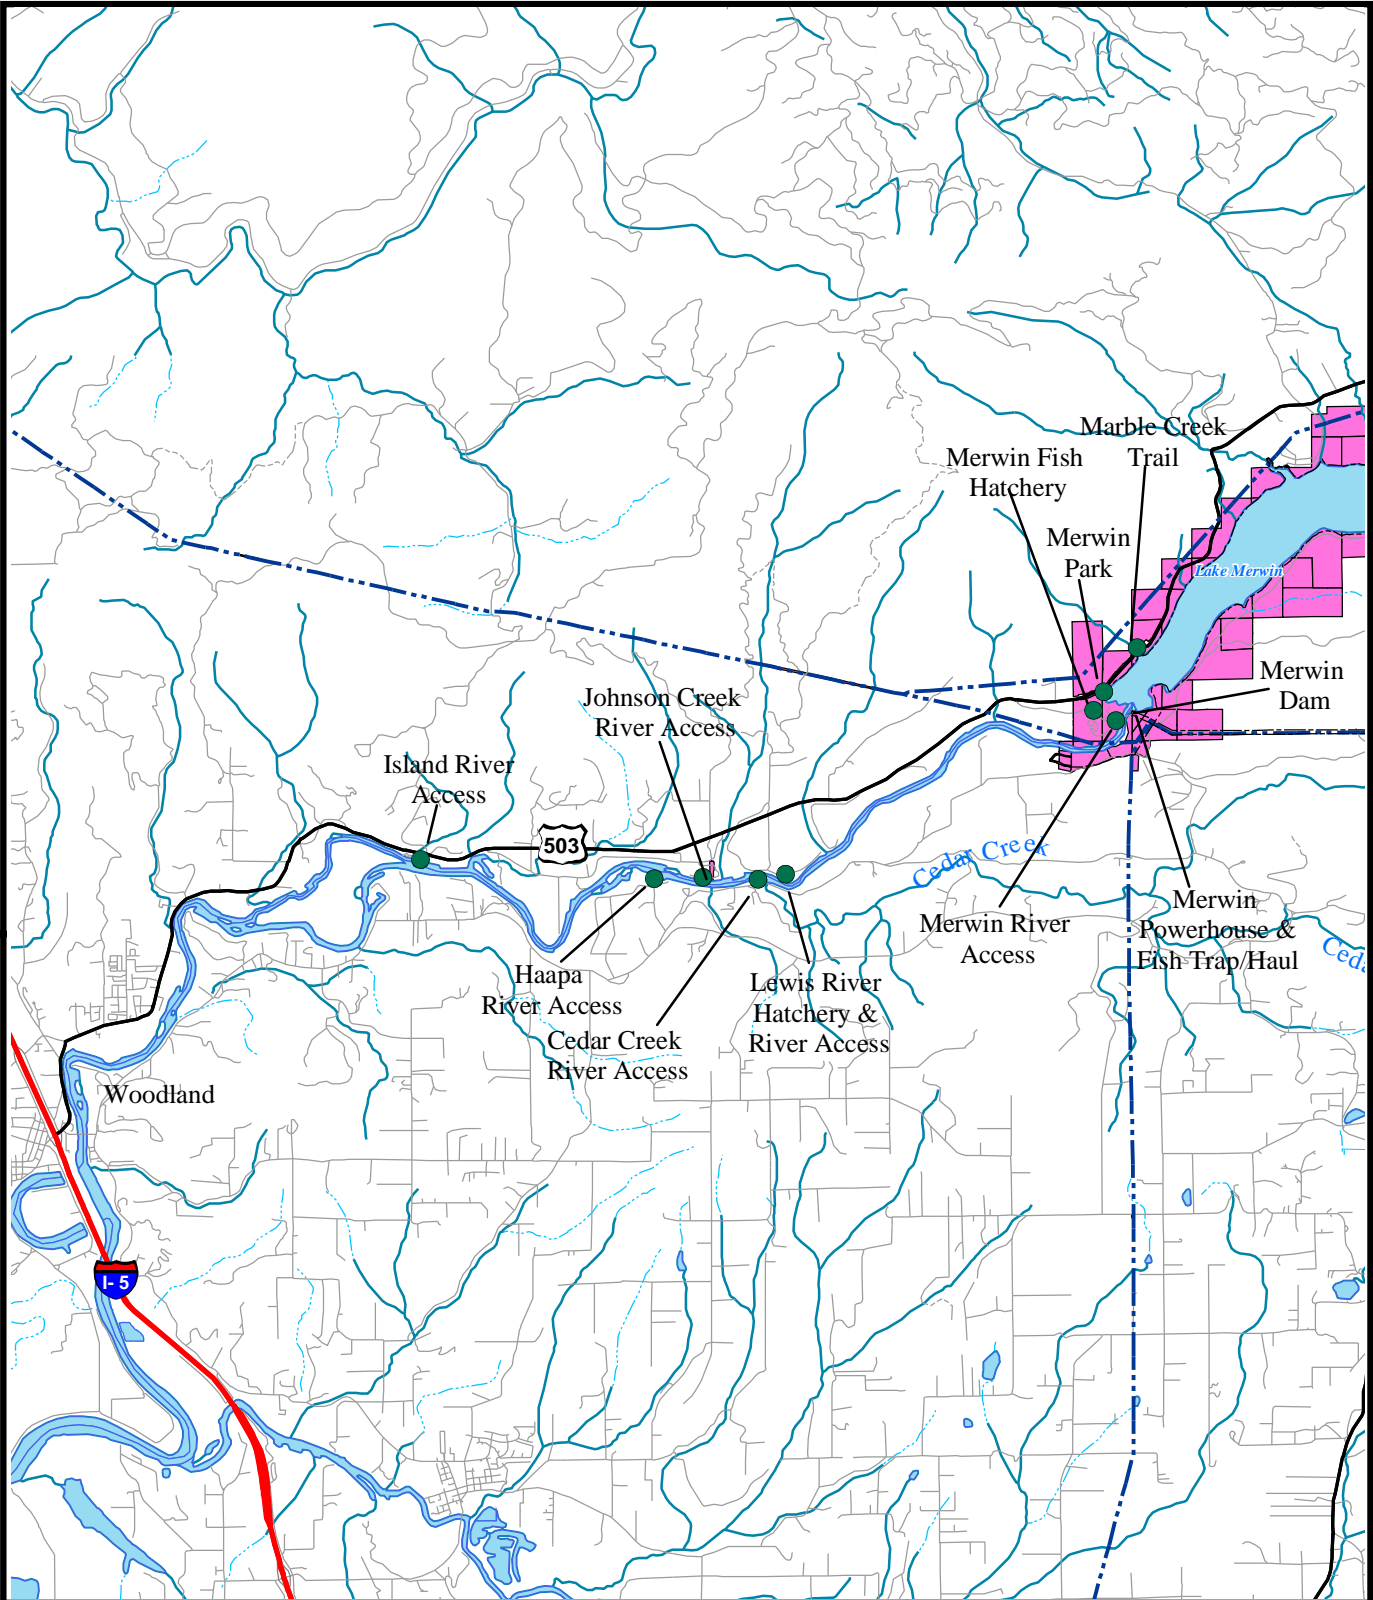 Marble Creek
Trail
Merwin Fish
Hatchery
Merwin
Park
Lake Merwin
Merwin
Dam
Johnson Creek
River Access
Island River
Access
503
Cedar Creek
Merwin River
Access
Merwin
Powerhouse &
Fish Trap/Haul
Ceda
Haapa
River Access
Lewis River
Hatchery &
River Access
Cedar Creek
River Access
Woodland
I-5